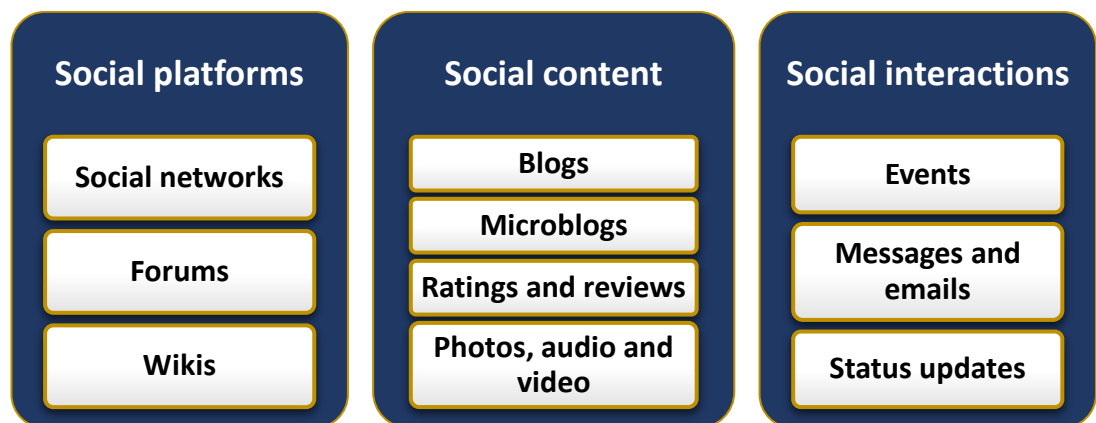 Social platforms
Social networks
Forums
Wikis
Social content
Blogs
Microblogs
Ratings and reviews
Photos, audio and
video
Social interactions
Events
Messages and
emails
Status updates